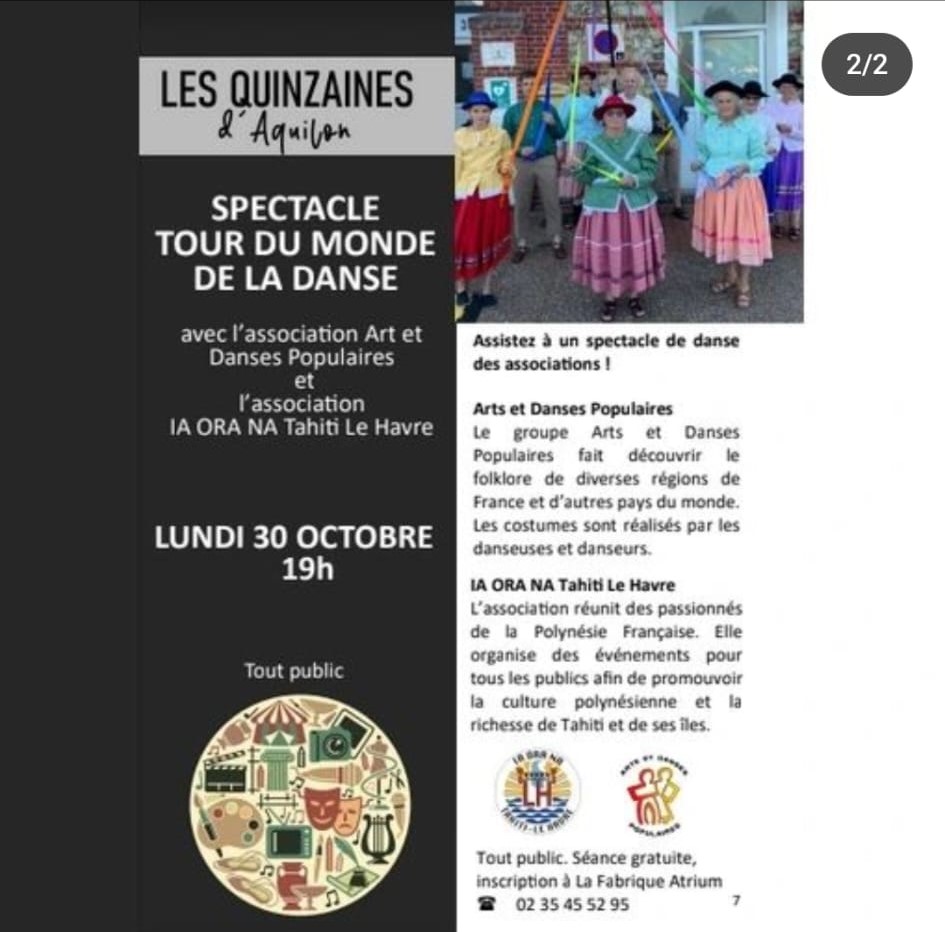 2/2
LES QUINZAINES
d'Aquilon
SPECTACLE
TOUR DU MONDE
DE LA DANSE
avec l'association Art et
Danses Populaires
et
l'association
IA ORA NA Tahiti Le Havre
LUNDI 30 OCTOBRE
19h
Tout public
Assistez à un spectacle de danse
des associations !
Arts et Danses Populaires
Le groupe Arts et Danses
Populaires fait découvrir le
folklore de diverses régions de
France et d'autres pays du monde.
Les costumes sont réalisés par les
danseuses et danseurs.
IA ORA NA Tahiti Le Havre
L'association réunit des passionnés
de la Polynésie Française. Elle
organise des événements pour
tous les publics afin de promouvoir
la culture polynésienne et la
richesse de Tahiti et de ses îles.
IA ORA NA
LH
TAHITI-LE HAVRE
ARTS ET DANSES
POPULAIRES
Tout public. Séance gratuite,
inscription à La Fabrique Atrium
☎ 02 35 45 52 95
7